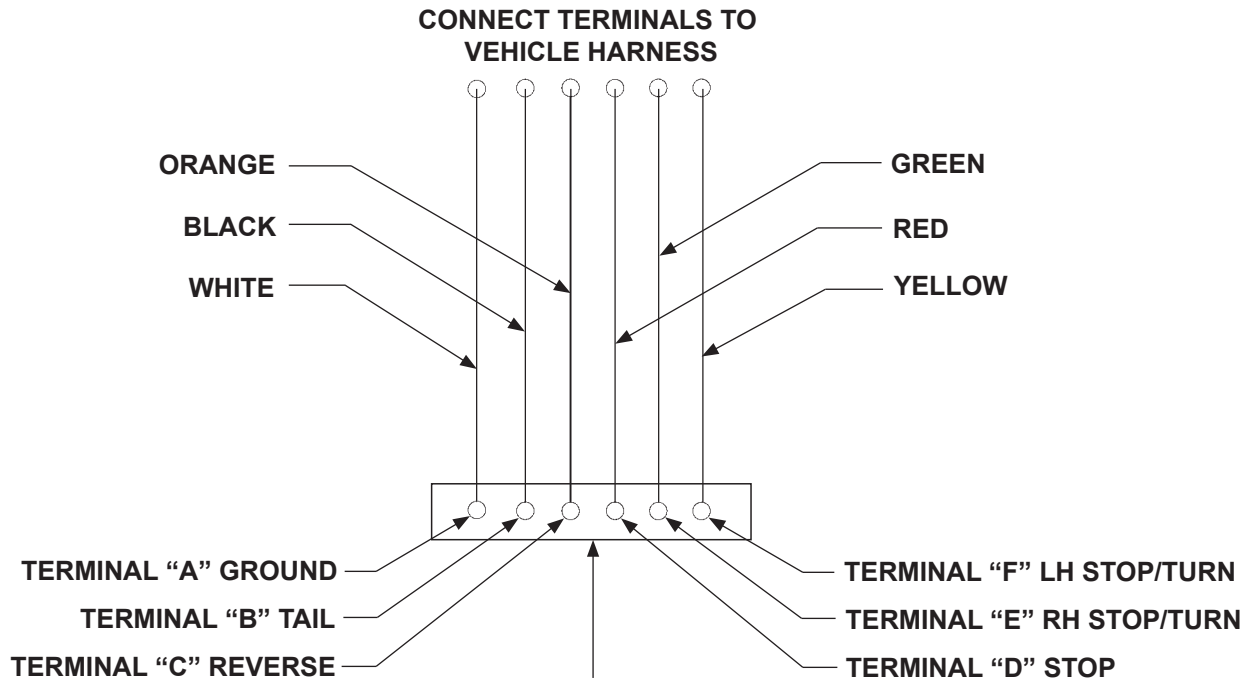 CONNECT TERMINALS TO
VEHICLE HARNESS
ORANGE
GREEN
BLACK
RED
WHITE
YELLOW
TERMINAL “A” GROUND
TERMINAL “F” LH STOP/TURN
TERMINAL “B” TAIL
TERMINAL “E” RH STOP/TURN
TERMINAL “C” REVERSE
TERMINAL “D” STOP